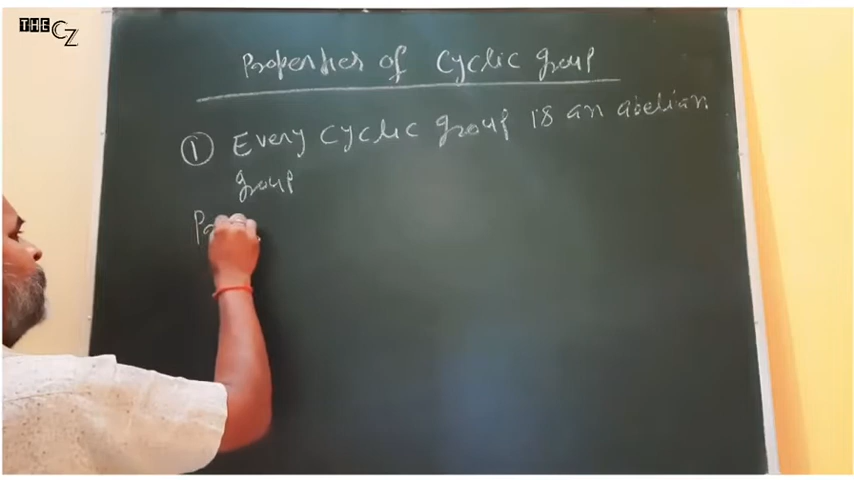 THE CZ
Properties of Cyclic group
① Every cyclic group is an abelian
group